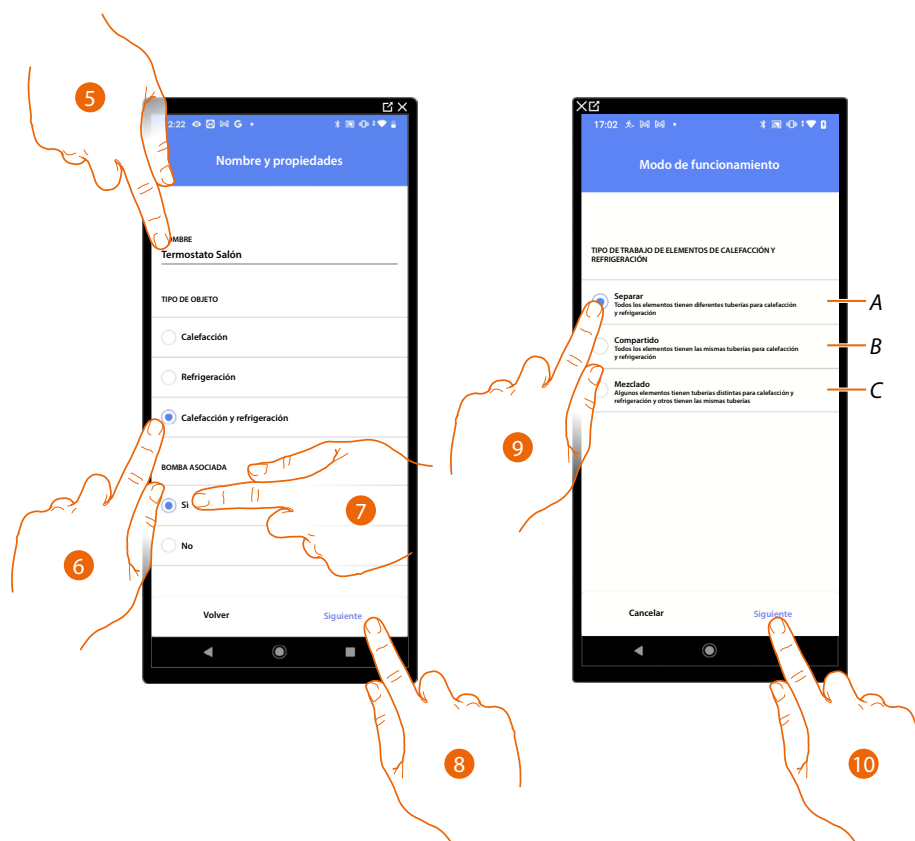 5
2:22 G
Nombre y propiedades
OMBRE
Termostato Salón
TIPO DE OBJETO
Calefacción
Refrigeración
Calefacción y refrigeración
BOMBA ASOCIADA
Sì
No
Volver
Siguiente
6
7
8
17:02
Modo de funcionamiento
TIPO DE TRABAJO DE ELEMENTOS DE CALEFACCIÓN Y
REFRIGERACIÓN
Separar
Todos los elementos tienen diferentes tuberías para calefacción
y refrigeración
A
Compartido
Todos los elementos tienen las mismas tuberías para calefacción
y refrigeración
B
Mezclado
Algunos elementos tienen tuberías distintas para calefacción y
refrigeración y otros tienen las mismas tuberías
C
9
Cancelar
Siguiente
10